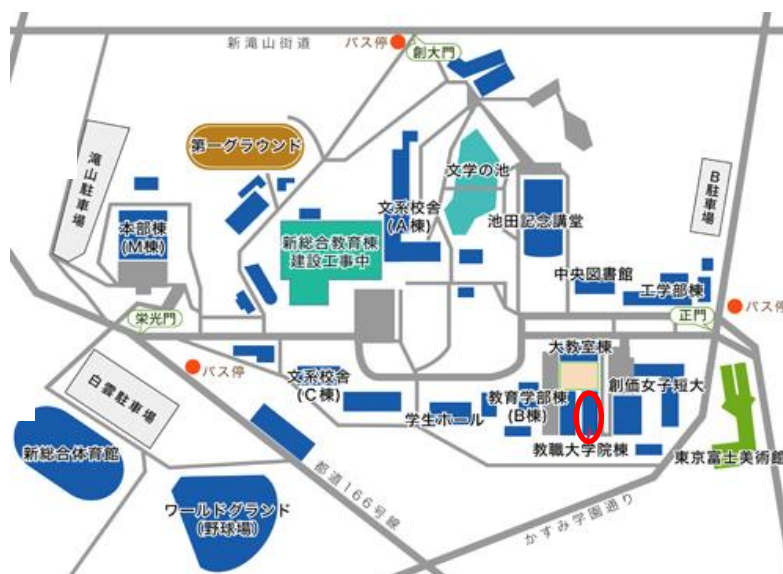 新滝山街道
バス停
創大門
第一グラウンド
滝山駐車場
文学の池
B駐車場
本部棟
(M棟)
文系校舎
(A棟)
池田記念講堂
新総合教育棟
建設工事中
中央図書館
工学部棟
栄光門
正門
バス停
大教室棟
バス停
文系校舎
(C棟)
白雲駐車場
教育学部棟
(B棟)
創価女子短大
学生ホール
教職大学院棟
東京富士美術館
新総合体育館
都道166号線
かすみ学園通り
ワールドグランド
(野球場)